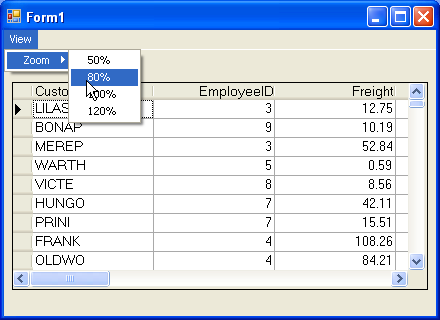 Form1
View
Zoom
50%
80%
100%
120%
Custo EmployeeID Freight
LILAS 3 12.75
BONAP 9 10.19
MEREP 3 52.84
WARTH 5 0.59
VICTE 8 8.56
HUNGO 7 42.11
PRINI 7 15.51
FRANK 4 108.26
OLDWO 4 84.21